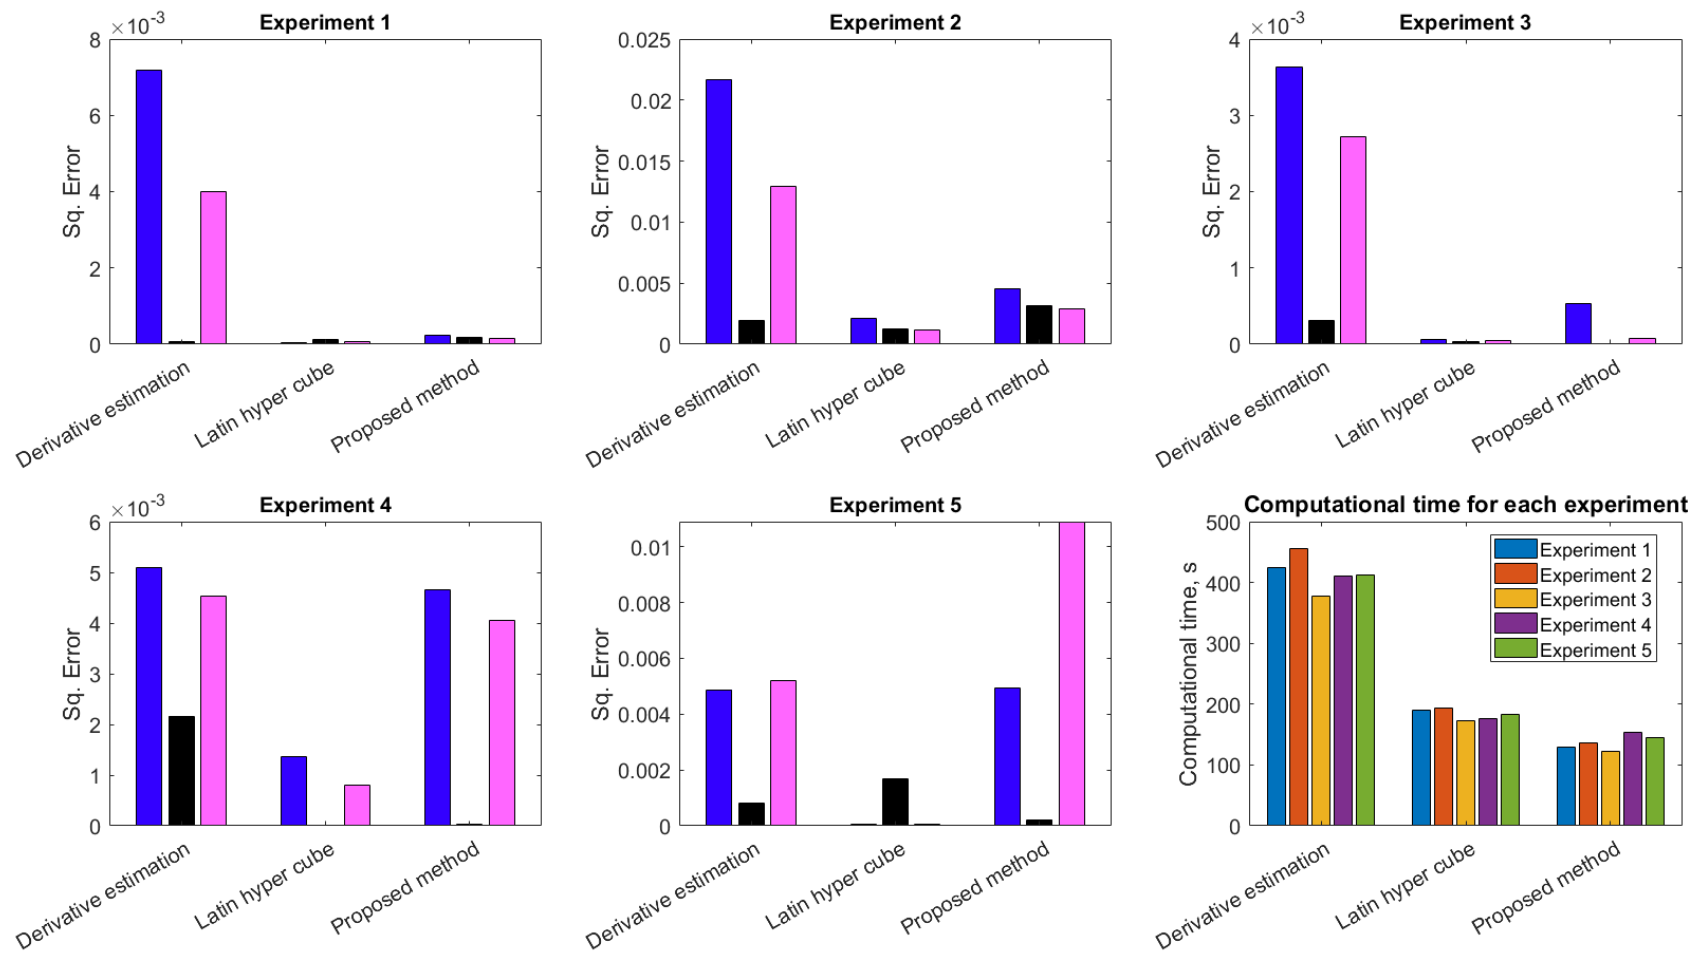 ×10-3
Experiment 1
8
6
4
2
0
Sq. Error
Derivative estimation
Latin hyper cube
Proposed method
Experiment 2
0.025
0.02
0.015
0.01
0.005
0
Sq. Error
Derivative estimation
Latin hyper cube
Proposed method
×10-3
Experiment 3
4
3
2
1
0
Sq. Error
Derivative estimation
Latin hyper cube
Proposed method
×10-3
Experiment 4
6
5
4
3
2
1
0
Sq. Error
Derivative estimation
Latin hyper cube
Proposed method
Experiment 5
0.01
0.008
0.006
0.004
0.002
0
Sq. Error
Derivative estimation
Latin hyper cube
Proposed method
Computational time for each experiment
500
400
300
200
100
0
Computational time, s
Experiment 1
Experiment 2
Experiment 3
Experiment 4
Experiment 5
Derivative estimation
Latin hyper cube
Proposed method